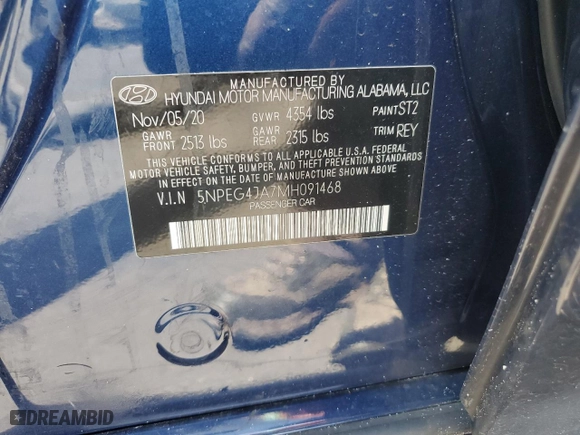 MANUFACTURED BY
HYUNDAI MOTOR MANUFACTURING ALABAMA, LLC
Nov/05/20 GVWR 4354 lbs PAINT ST2
GAWR FRONT 2513 lbs GAWR REAR 2315 lbs TRIM REY
THIS VEHICLE CONFORMS TO ALL APPLICABLE U.S.A. FEDERAL
MOTOR VEHICLE SAFETY, BUMPER, AND THEFT PREVENTION STANDARDS
IN EFFECT ON THE DATE OF MANUFACTURE SHOWN ABOVE.
V.I.N 5NPEG4JA7MH091468
PASSENGER CAR
DREAMBID